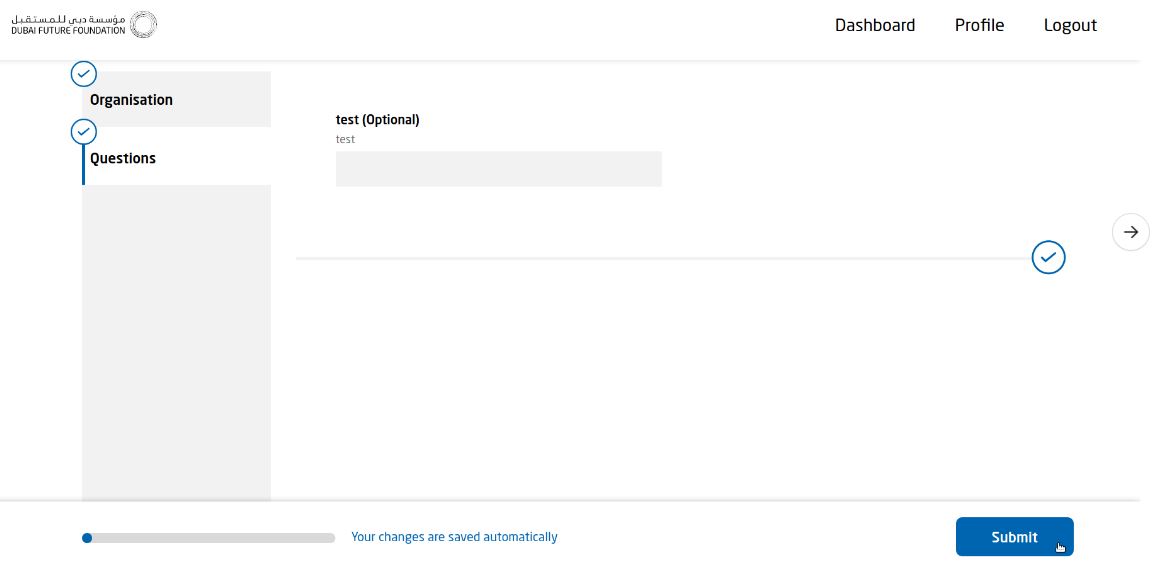 مؤسسة دبي للمستقبل
DUBAI FUTURE FOUNDATION
Dashboard
Profile
Logout
Organisation
Questions
test (Optional)
test
Your changes are saved automatically
Submit